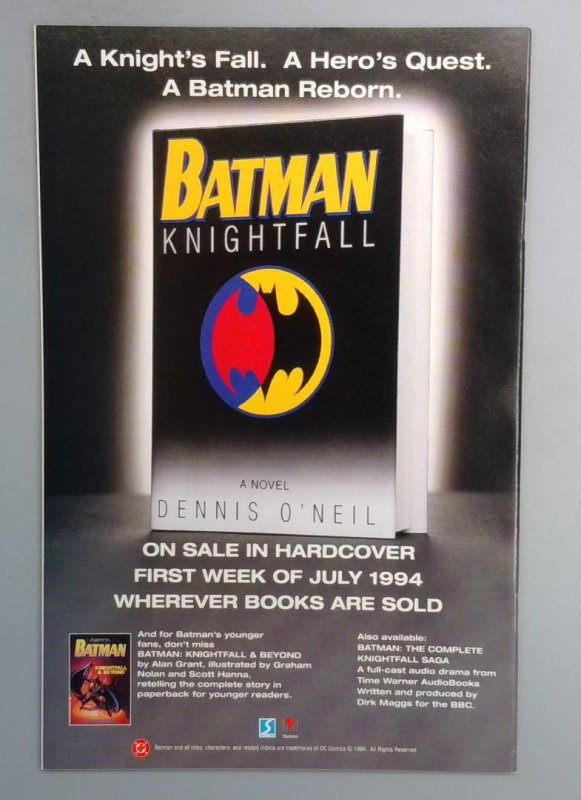 A Knight's Fall. A Hero's Quest.
A Batman Reborn.
BATMAN
KNIGHTFALL
A NOVEL
DENNIS O'NEIL
ON SALE IN HARDCOVER
FIRST WEEK OF JULY 1994
WHEREVER BOOKS ARE SOLD
BATMAN
KNIGHTFALL
& BEYOND
And for Batman's younger
fans, don't miss
BATMAN: KNIGHTFALL & BEYOND
by Alan Grant, illustrated by Graham
Nolan and Scott Hanna,
retelling the complete story in
paperback for younger readers.
Also available:
BATMAN: THE COMPLETE
KNIGHTFALL SAGA
A full-cast audio drama from
Time Warner AudioBooks
Written and produced by
Dirk Maggs for the BBC.
Bantam
DC
Batman and all titles, characters, and related indicia are trademarks of DC Comics © 1994. All Rights Reserved